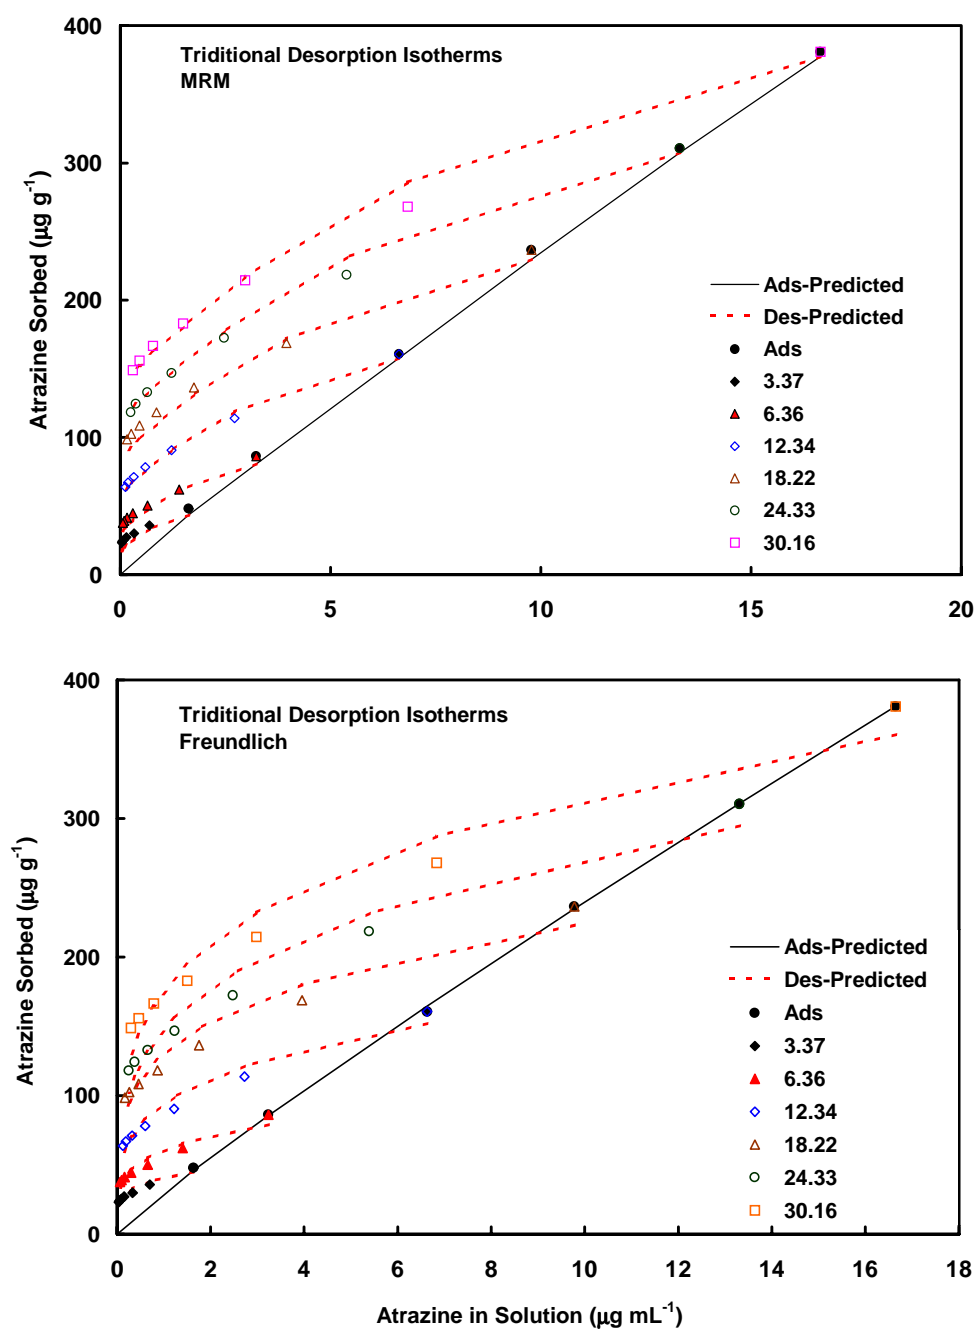 Triditional Desorption Isotherms
MRM
Atrazine Sorbed (µg g⁻¹)
400
300
200
100
0
0 5 10 15 20
Ads-Predicted
Des-Predicted
Ads
3.37
6.36
12.34
18.22
24.33
30.16
Triditional Desorption Isotherms
Freundlich
Atrazine Sorbed (µg g⁻¹)
400
300
200
100
0
0 2 4 6 8 10 12 14 16 18
Ads-Predicted
Des-Predicted
Ads
3.37
6.36
12.34
18.22
24.33
30.16
Atrazine in Solution (µg mL⁻¹)